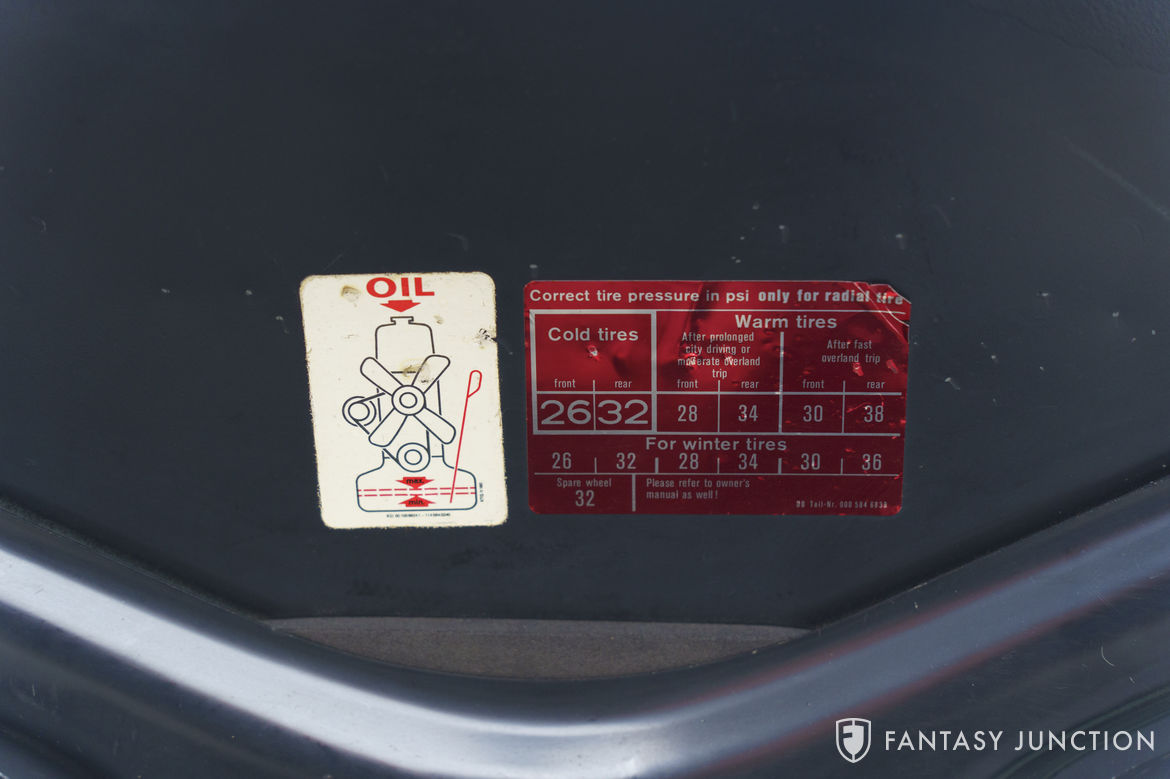 OIL
max.
min.
Correct tire pressure in psi only for radial tire
Cold tires
Warm tires
After prolonged
city driving or
moderate overland
trip
After fast
overland trip
front rear front rear front rear
26 32 28 34 30 38
For winter tires
26 32 28 34 30 36
Spare wheel
32
Please refer to owner's
manual as well!
FANTASY JUNCTION